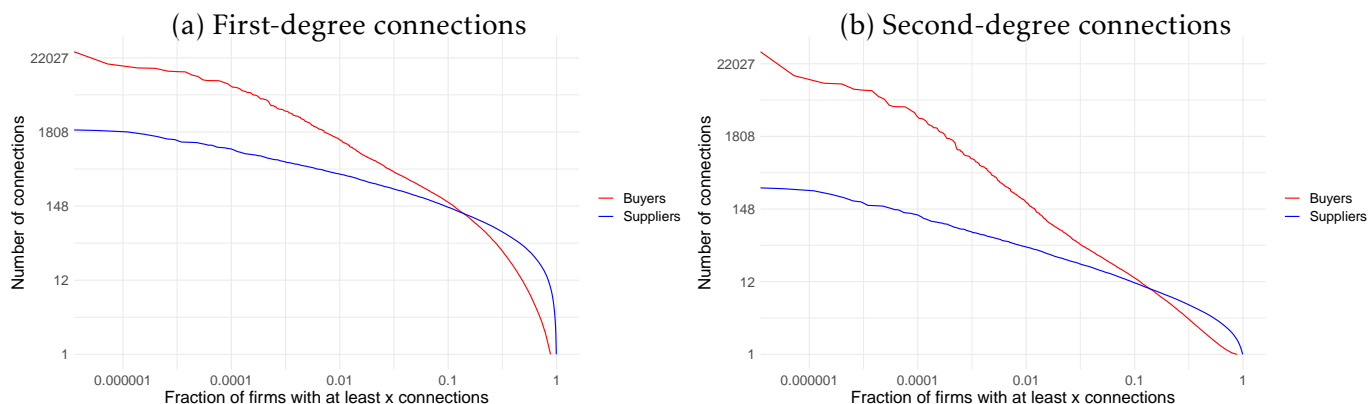 (a) First-degree connections
22027
1808
148
12
1
Number of connections
0.000001 0.0001 0.01 0.1 1
Fraction of firms with at least x connections
Buyers
Suppliers
(b) Second-degree connections
22027
1808
148
12
1
Number of connections
0.000001 0.0001 0.01 0.1 1
Fraction of firms with at least x connections
Buyers
Suppliers